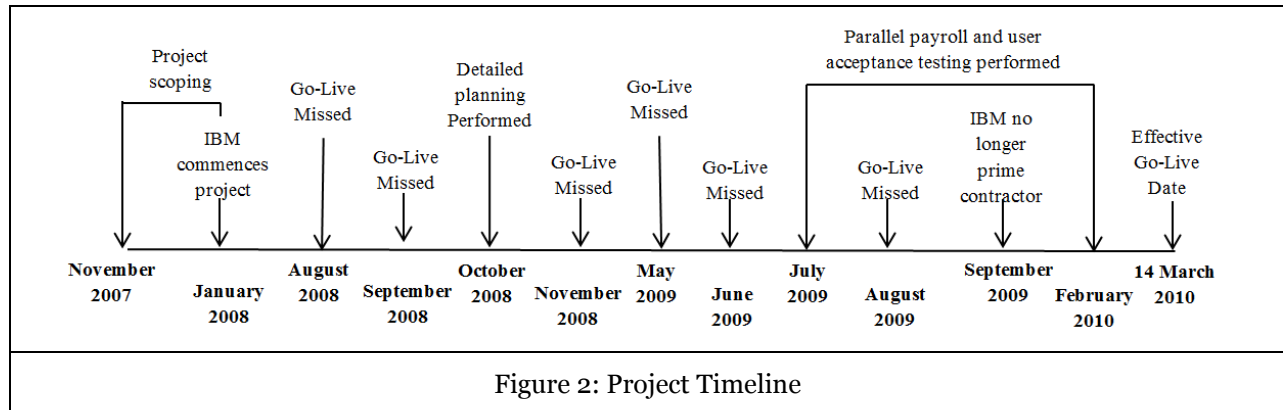 Project
scoping
IBM
commences
project
Go-Live
Missed
Go-Live
Missed
Detailed
planning
Performed
Go-Live
Missed
Go-Live
Missed
Go-Live
Missed
Parallel payroll and user
acceptance testing performed
Go-Live
Missed
IBM no
longer
prime
contractor
Effective
Go-Live
Date
November
2007
January
2008
August
2008
September
2008
October
2008
November
2008
May
2009
June
2009
July
2009
August
2009
September
2009
February
2010
14 March
2010
Figure 2: Project Timeline